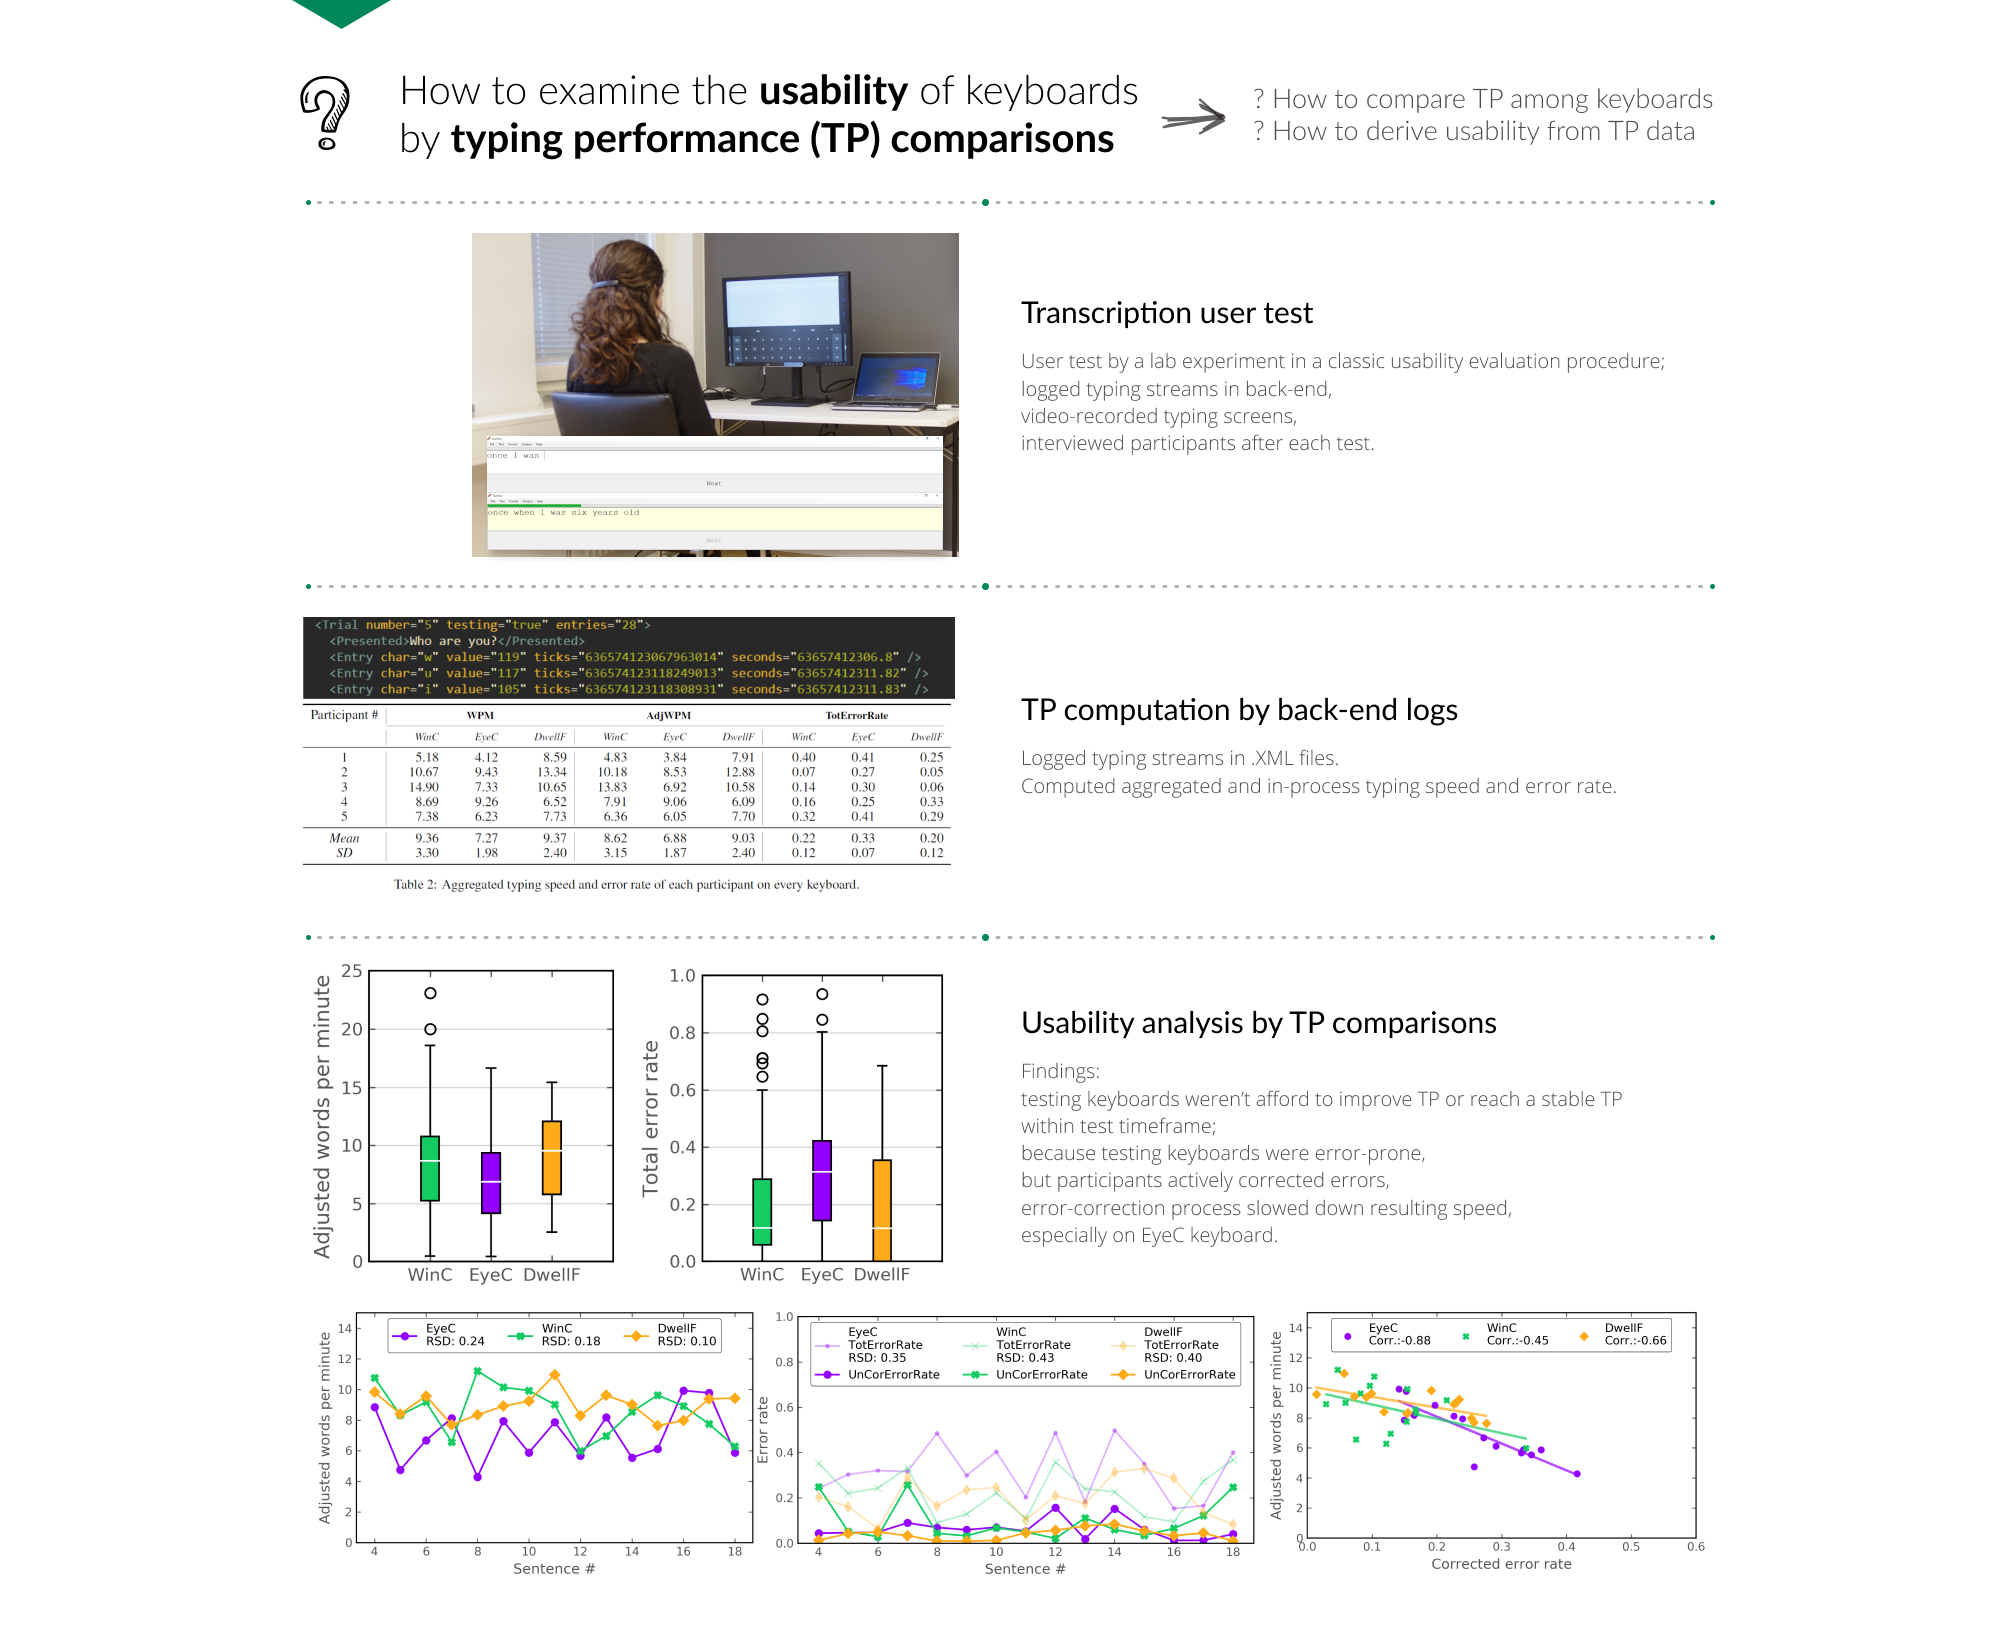 How to examine the usability of keyboards
by typing performance (TP) comparisons
? How to compare TP among keyboards
? How to derive usability from TP data
once I was
Next
once when I was six years old
Next
Transcription user test
User test by a lab experiment in a classic usability evaluation procedure;
logged typing streams in back-end,
video-recorded typing screens,
interviewed participants after each test.
<Trial number="5" testing="true" entries="28">
<Presented>Who are you?</Presented>
<Entry char="w" value="119" ticks="636574123067963014" seconds="63657412306.8" />
<Entry char="u" value="117" ticks="636574123118249013" seconds="63657412311.82" />
<Entry char="i" value="105" ticks="636574123118308931" seconds="63657412311.83" />
Participant # WPM AdjWPM TotErrorRate
WinC EyeC DwellF WinC EyeC DwellF WinC EyeC DwellF
1 5.18 4.12 8.59 4.83 3.84 7.91 0.40 0.41 0.25
2 10.67 9.43 13.34 10.18 8.53 12.88 0.07 0.27 0.05
3 14.90 7.33 10.65 13.83 6.92 10.58 0.14 0.30 0.06
4 8.69 9.26 6.52 7.91 9.06 6.09 0.16 0.25 0.33
5 7.38 6.23 7.73 6.36 6.05 7.70 0.32 0.41 0.29
Mean 9.36 7.27 9.37 8.62 6.88 9.03 0.22 0.33 0.20
SD 3.30 1.98 2.40 3.15 1.87 2.40 0.12 0.07 0.12
Table 2: Aggregated typing speed and error rate of each participant on every keyboard.
TP computation by back-end logs
Logged typing streams in .XML files.
Computed aggregated and in-process typing speed and error rate.
Adjusted words per minute
25
20
15
10
5
0
WinC EyeC DwellF
Total error rate
1.0
0.8
0.6
0.4
0.2
0.0
WinC EyeC DwellF
Usability analysis by TP comparisons
Findings:
testing keyboards weren't afford to improve TP or reach a stable TP
within test timeframe;
because testing keyboards were error-prone,
but participants actively corrected errors,
error-correction process slowed down resulting speed,
especially on EyeC keyboard.
Adjusted words per minute
14
12
10
8
6
4
2
0
EyeC WinC DwellF
RSD: 0.24 RSD: 0.18 RSD: 0.10
4 6 8 10 12 14 16 18
Sentence #
Error rate
1.0
0.8
0.6
0.4
0.2
0.0
EyeC WinC DwellF
TotErrorRate TotErrorRate TotErrorRate
RSD: 0.35 RSD: 0.43 RSD: 0.40
UnCorErrorRate UnCorErrorRate UnCorErrorRate
4 6 8 10 12 14 16 18
Sentence #
Adjusted words per minute
14
12
10
8
6
4
2
0
EyeC WinC DwellF
Corr.:-0.88 Corr.:-0.45 Corr.:-0.66
0.0 0.1 0.2 0.3 0.4 0.5 0.6
Corrected error rate